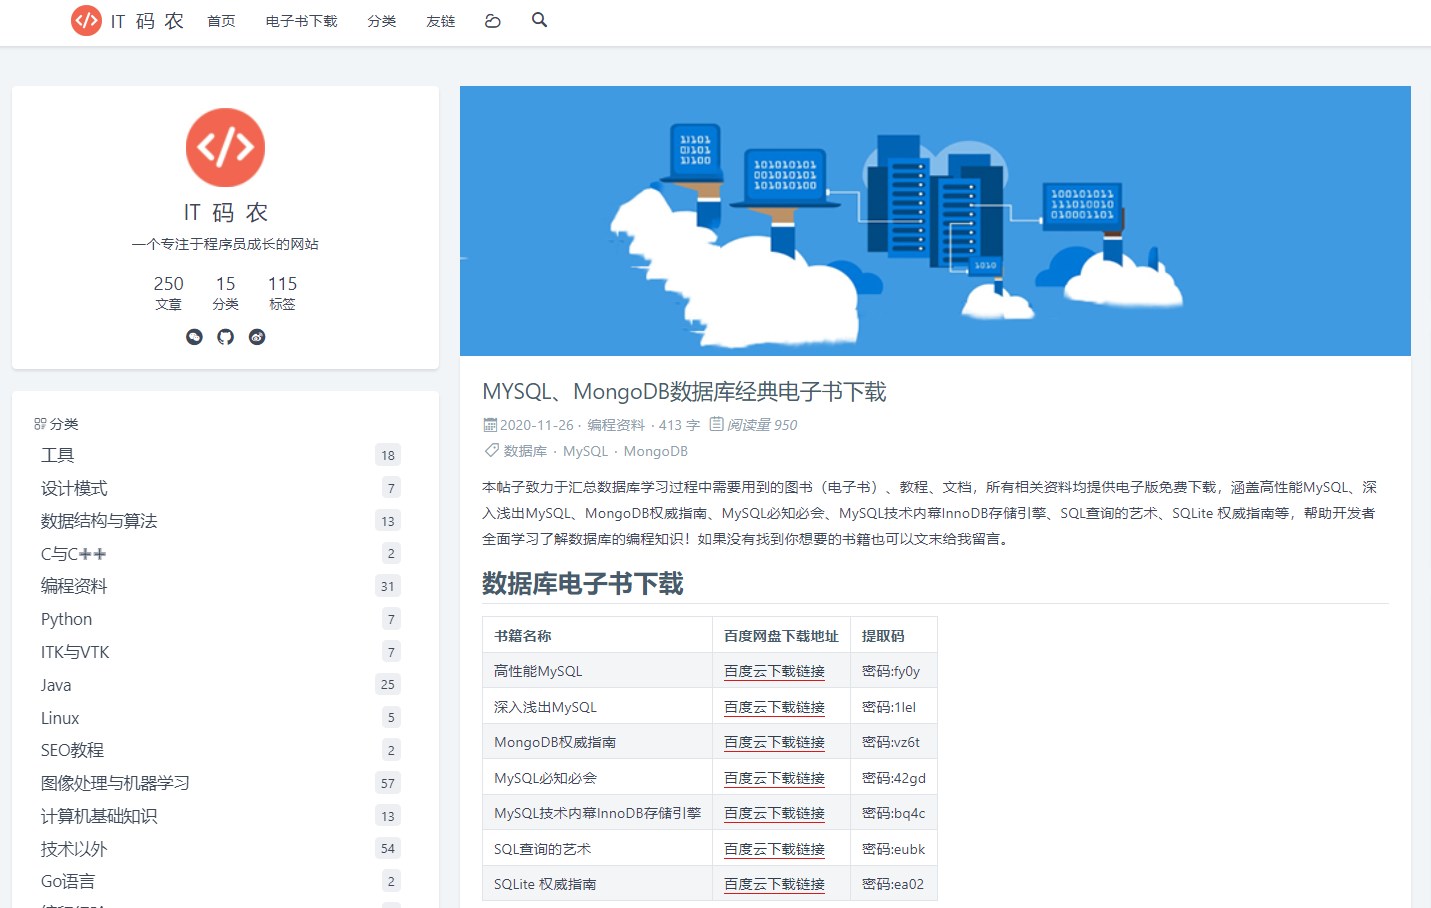 IT 码 农 首页 电子书下载 分类 友链
IT 码 农
一个专注于程序员成长的网站
250 15 115
文章 分类 标签
分类
工具 18
设计模式 7
数据结构与算法 13
C与C++ 2
编程资料 31
Python 7
ITK与VTK 7
Java 25
Linux 5
SEO教程 2
图像处理与机器学习 57
计算机基础知识 13
技术以外 54
Go语言 2
1)101
0)101
1)100
101010101
001010101
101010100
100101011
111010010
010001101
1010
MYSQL、MongoDB数据库经典电子书下载
2020-11-26 · 编程资料 · 413 字 阅读量 950
数据库 · MySQL · MongoDB
本帖子致力于汇总数据库学习过程中需要用到的图书（电子书）、教程、文档，所有相关资料均提供电子版免费下载，涵盖高性能MySQL、深
入浅出MySQL、MongoDB权威指南、MySQL必知必会、MySQL技术内幕InnoDB存储引擎、SQL查询的艺术、SQLite 权威指南等，帮助开发者
全面学习了解数据库的编程知识！如果没有找到你想要的书籍也可以文末给我留言。
数据库电子书下载
书籍名称 百度网盘下载地址 提取码
高性能MySQL 百度云下载链接 密码:fy0y
深入浅出MySQL 百度云下载链接 密码:1lel
MongoDB权威指南 百度云下载链接 密码:vz6t
MySQL必知必会 百度云下载链接 密码:42gd
MySQL技术内幕InnoDB存储引擎 百度云下载链接 密码:bq4c
SQL查询的艺术 百度云下载链接 密码:eubk
SQLite 权威指南 百度云下载链接 密码:ea02